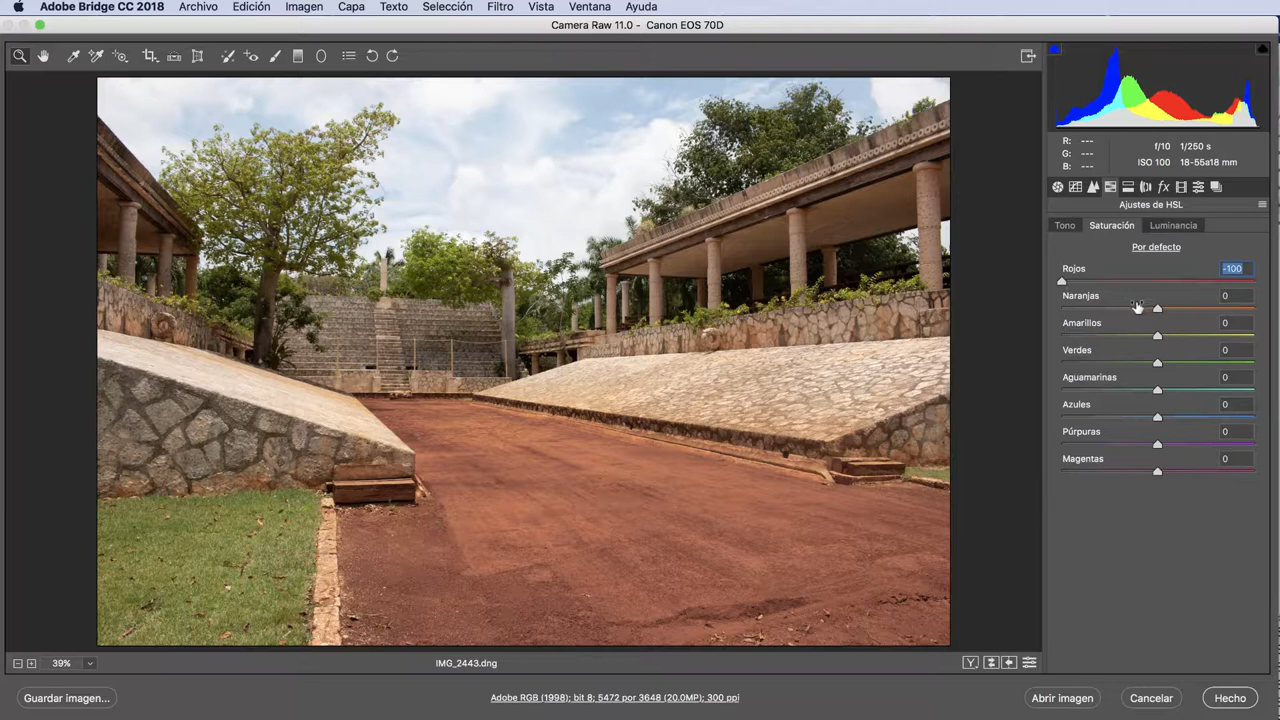 Adobe Bridge CC 2018 Archivo Edición Imagen Capa Texto Selección Filtro Vista Ventana Ayuda
Camera Raw 11.0 - Canon EOS 70D
R: ---
G: ---
B: ---
f/10 1/250 s
ISO 100 18-55a18 mm
fx
Ajustes de HSL
Tono Saturación Luminancia
Por defecto
Rojos -100
Naranjas 0
Amarillos 0
Verdes 0
Aguamarinas 0
Azules 0
Púrpuras 0
Magentas 0
39% IMG_2443.dng Y
Guardar imagen... Adobe RGB (1998); bit 8; 5472 por 3648 (20.0MP); 300 ppi Abrir imagen Cancelar Hecho